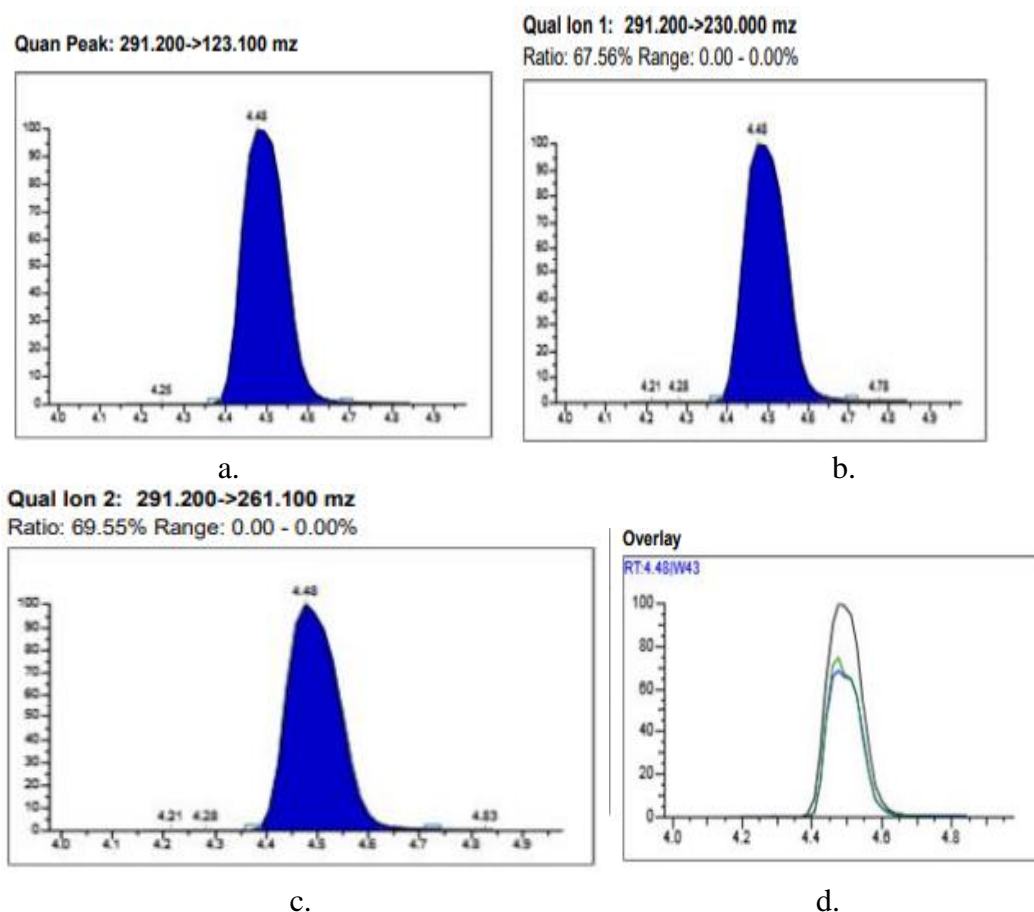 Quan Peak: 291.200->123.100 mz
4.48
100
90
80
70
60
50
40
30
20
10
0
4.25
4.0 4.1 4.2 4.3 4.4 4.5 4.6 4.7 4.8 4.9
a.
Qual Ion 1: 291.200->230.000 mz
Ratio: 67.56% Range: 0.00 - 0.00%
4.48
100
90
80
70
60
50
40
30
20
10
0
4.21 4.28 4.78
4.0 4.1 4.2 4.3 4.4 4.5 4.6 4.7 4.8 4.9
b.
Qual Ion 2: 291.200->261.100 mz
Ratio: 69.55% Range: 0.00 - 0.00%
4.48
100
90
80
70
60
50
40
30
20
10
0
4.21 4.28 4.83
4.0 4.1 4.2 4.3 4.4 4.5 4.6 4.7 4.8 4.9
c.
Overlay
RT:4.48|W43
100
80
60
40
20
0
4.0 4.2 4.4 4.6 4.8
d.